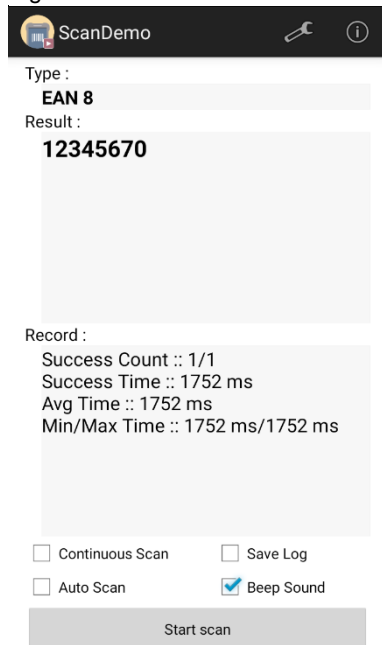 ScanDemo
Type :
EAN 8
Result :
12345670
Record :
Success Count :: 1/1
Success Time :: 1752 ms
Avg Time :: 1752 ms
Min/Max Time :: 1752 ms/1752 ms
Continuous Scan Save Log
Auto Scan Beep Sound
Start scan